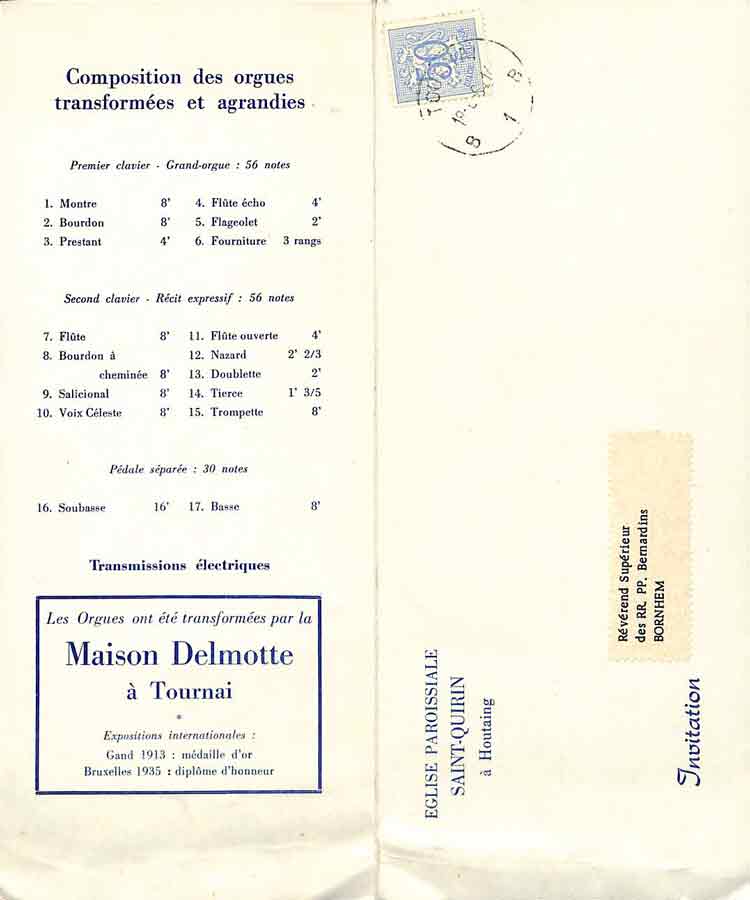 Composition des orgues
transformées et agrandies
Premier clavier - Grand-orgue : 56 notes
1. Montre 8' 4. Flûte écho 4'
2. Bourdon 8' 5. Flageolet 2'
3. Prestant 4' 6. Fourniture 3 rangs
Second clavier - Récit expressif : 56 notes
7. Flûte 8' 11. Flûte ouverte 4'
8. Bourdon à 12. Nazard 2' 2/3
cheminée 8' 13. Doublette 2'
9. Salicional 8' 14. Tierce 1' 3/5
10. Voix Céleste 8' 15. Trompette 8'
Pédale séparée : 30 notes
16. Soubasse 16' 17. Basse 8'
Transmissions électriques
Les Orgues ont été transformées par la
Maison Delmotte
à Tournai
*
Expositions internationales :
Gand 1913 : médaille d'or
Bruxelles 1935 : diplôme d'honneur
EGLISE PAROISSIALE
SAINT-QUIRIN
à Houtaing
Révérend Supérieur
des RR. PP. Bernardins
BORNHEM
Invitation